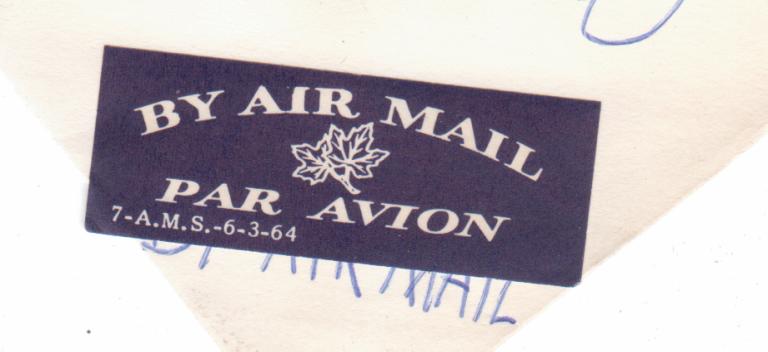 BY AIR MAIL
PAR AVION
7-A.M.S.-6-3-64
BY AIR MAIL